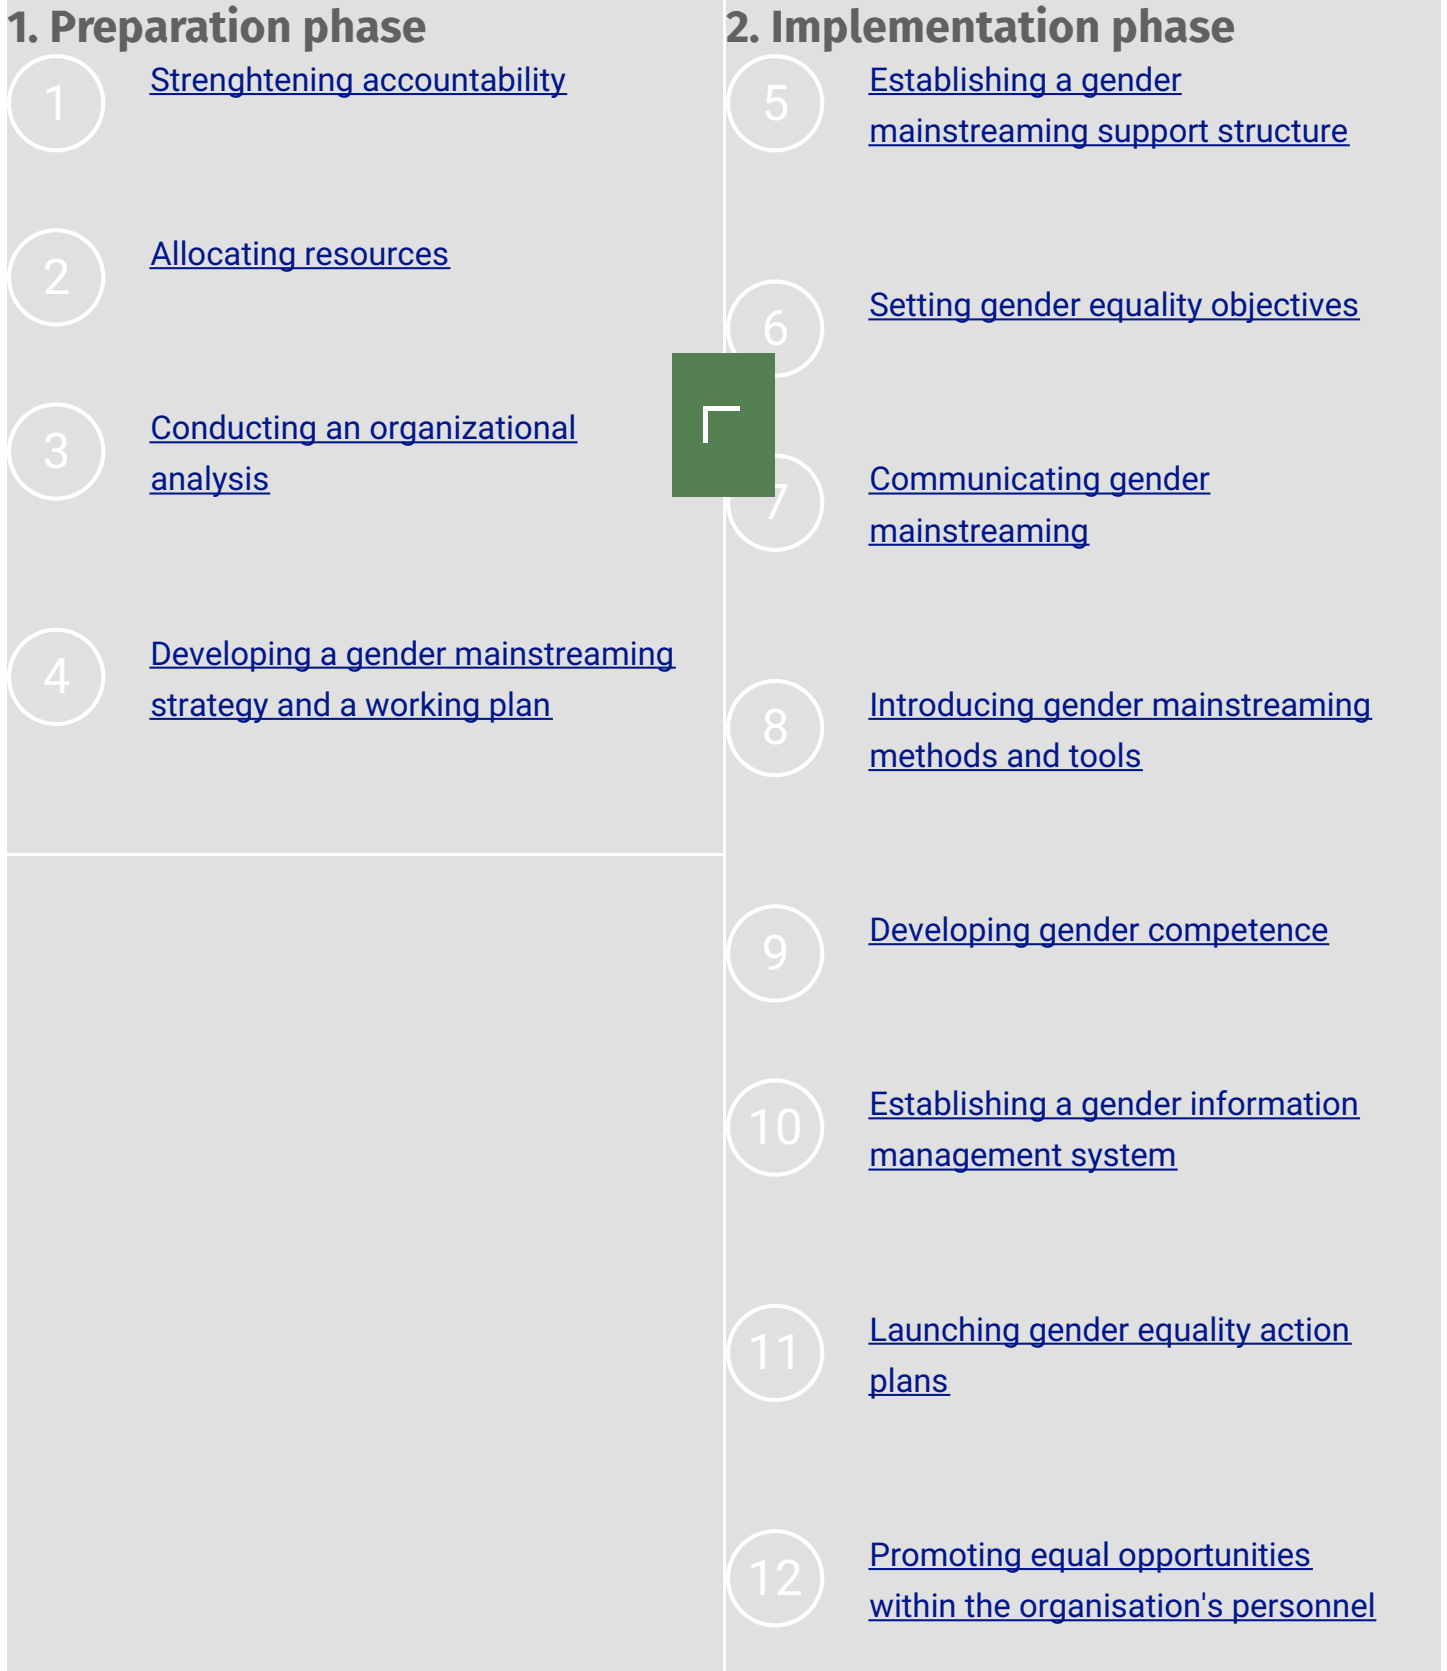 1. Preparation phase
1
Strenghtening accountability
2
Allocating resources
3
Conducting an organizational
analysis
4
Developing a gender mainstreaming
strategy and a working plan
2. Implementation phase
5
Establishing a gender
mainstreaming support structure
6
Setting gender equality objectives
7
Communicating gender
mainstreaming
8
Introducing gender mainstreaming
methods and tools
9
Developing gender competence
10
Establishing a gender information
management system
11
Launching gender equality action
plans
12
Promoting equal opportunities
within the organisation's personnel